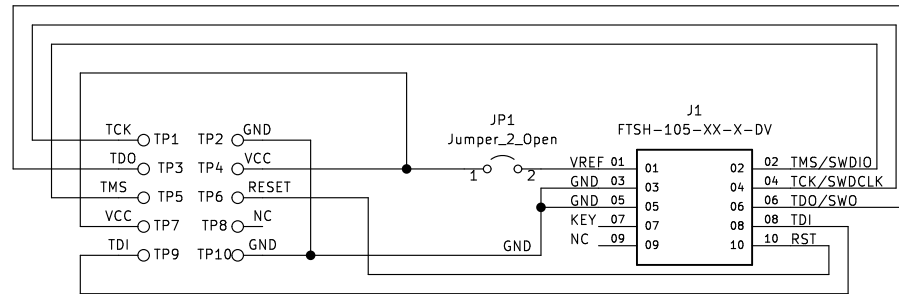 J1
FTSH-105-XX-X-DV
JP1
Jumper_2_Open
1 2
TCK TP1 TP2 GND
TDO TP3 TP4 VCC
TMS TP5 TP6 RESET
VCC TP7 TP8 NC
TDI TP9 TP10 GND
GND
VREF 01 01 02 02 TMS/SWDIO
GND 03 03 04 04 TCK/SWDCLK
GND 05 05 06 06 TDO/SWO
KEY 07 07 08 08 TDI
NC 09 09 10 10 RST